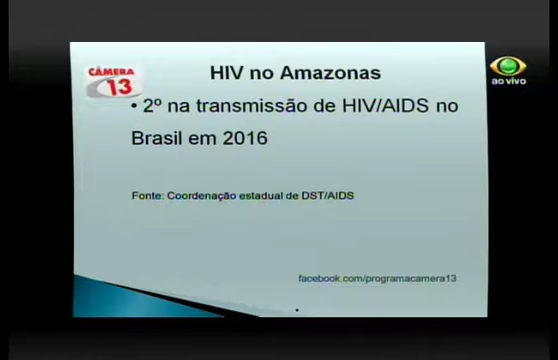 CÂMERA
13
HIV no Amazonas
ao vivo
• 2º na transmissão de HIV/AIDS no
Brasil em 2016
Fonte: Coordenação estadual de DST/AIDS
facebook.com/programacamera13